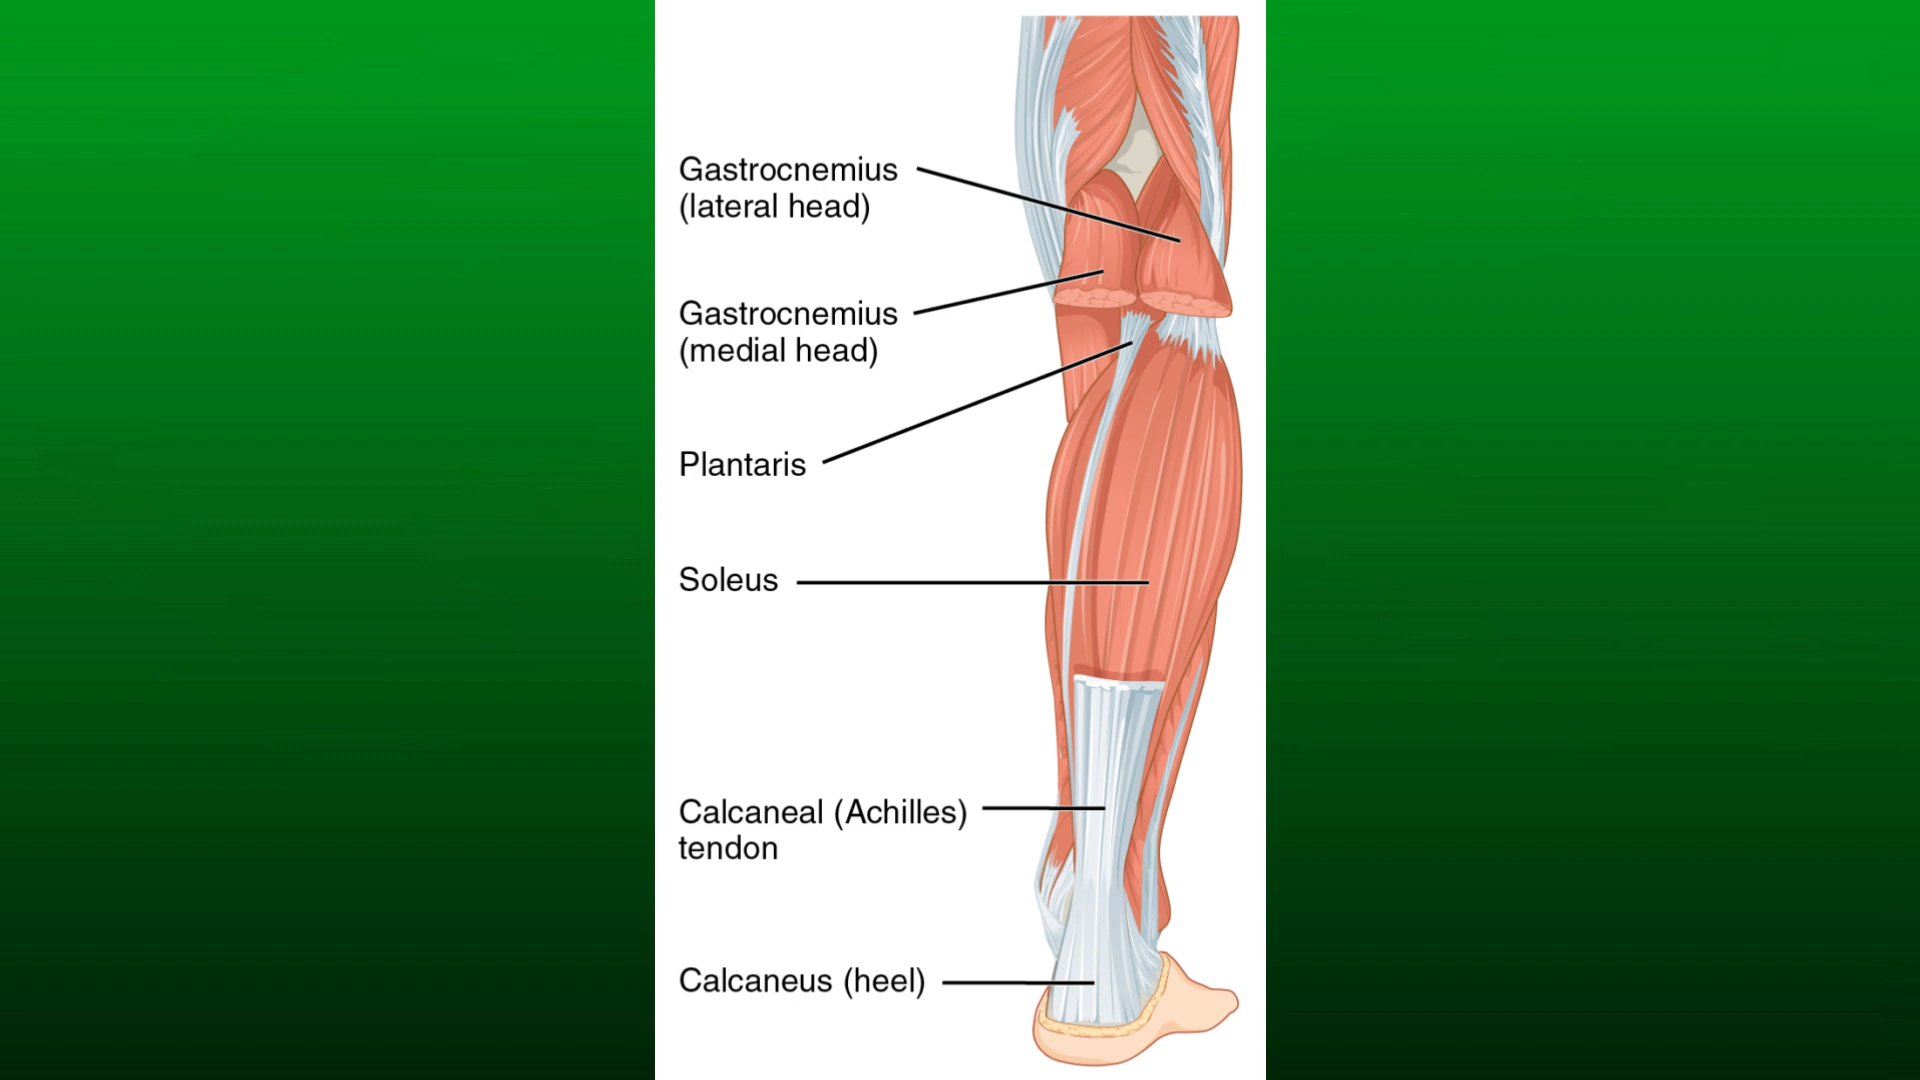 Gastrocnemius
(lateral head)
Gastrocnemius
(medial head)
Plantaris
Soleus
Calcaneal (Achilles)
tendon
Calcaneus (heel)